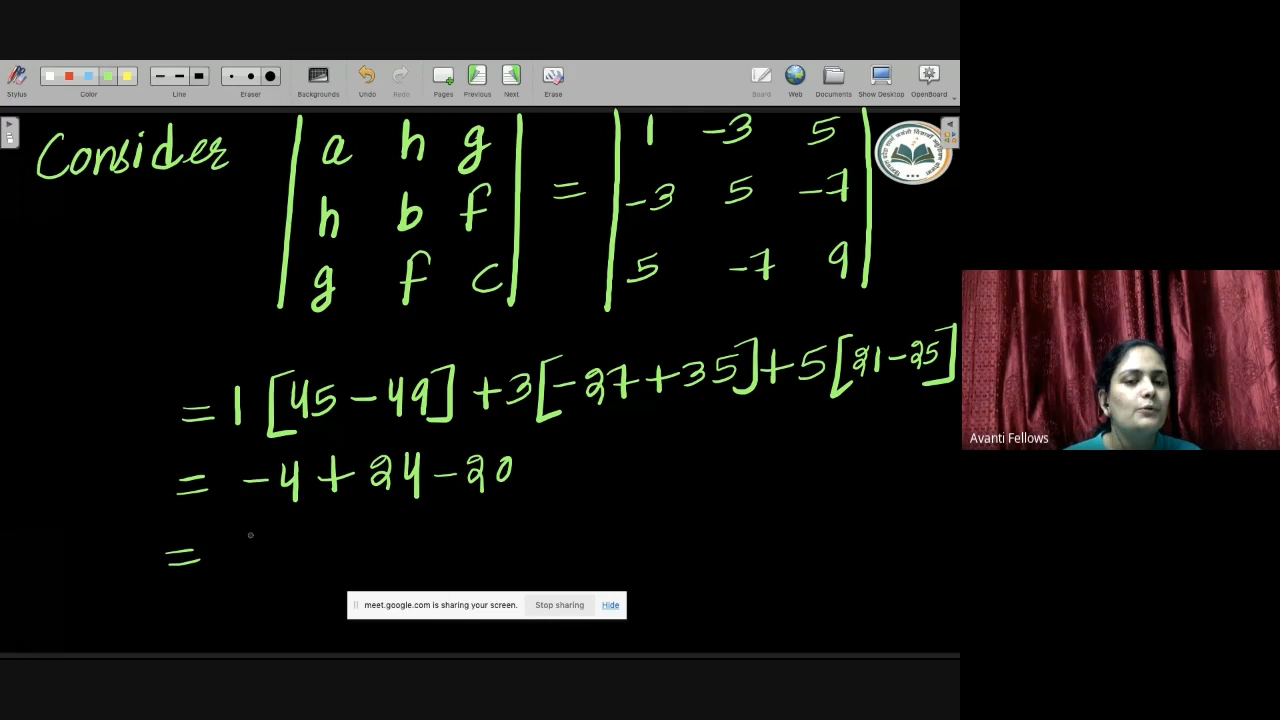 Stylus Color Line Eraser Backgrounds Undo Redo Pages Previous Next Erase Board Web Documents Show Desktop OpenBoard
Consider | a h g | = | 1 -3 5 |
| h b f | | -3 5 -7 |
| g f c | | 5 -7 9 |
= 1 [45 - 49] + 3[-27 + 35] + 5[21 - 25]
= -4 + 24 - 20
=
Avanti Fellows
meet.google.com is sharing your screen. Stop sharing Hide